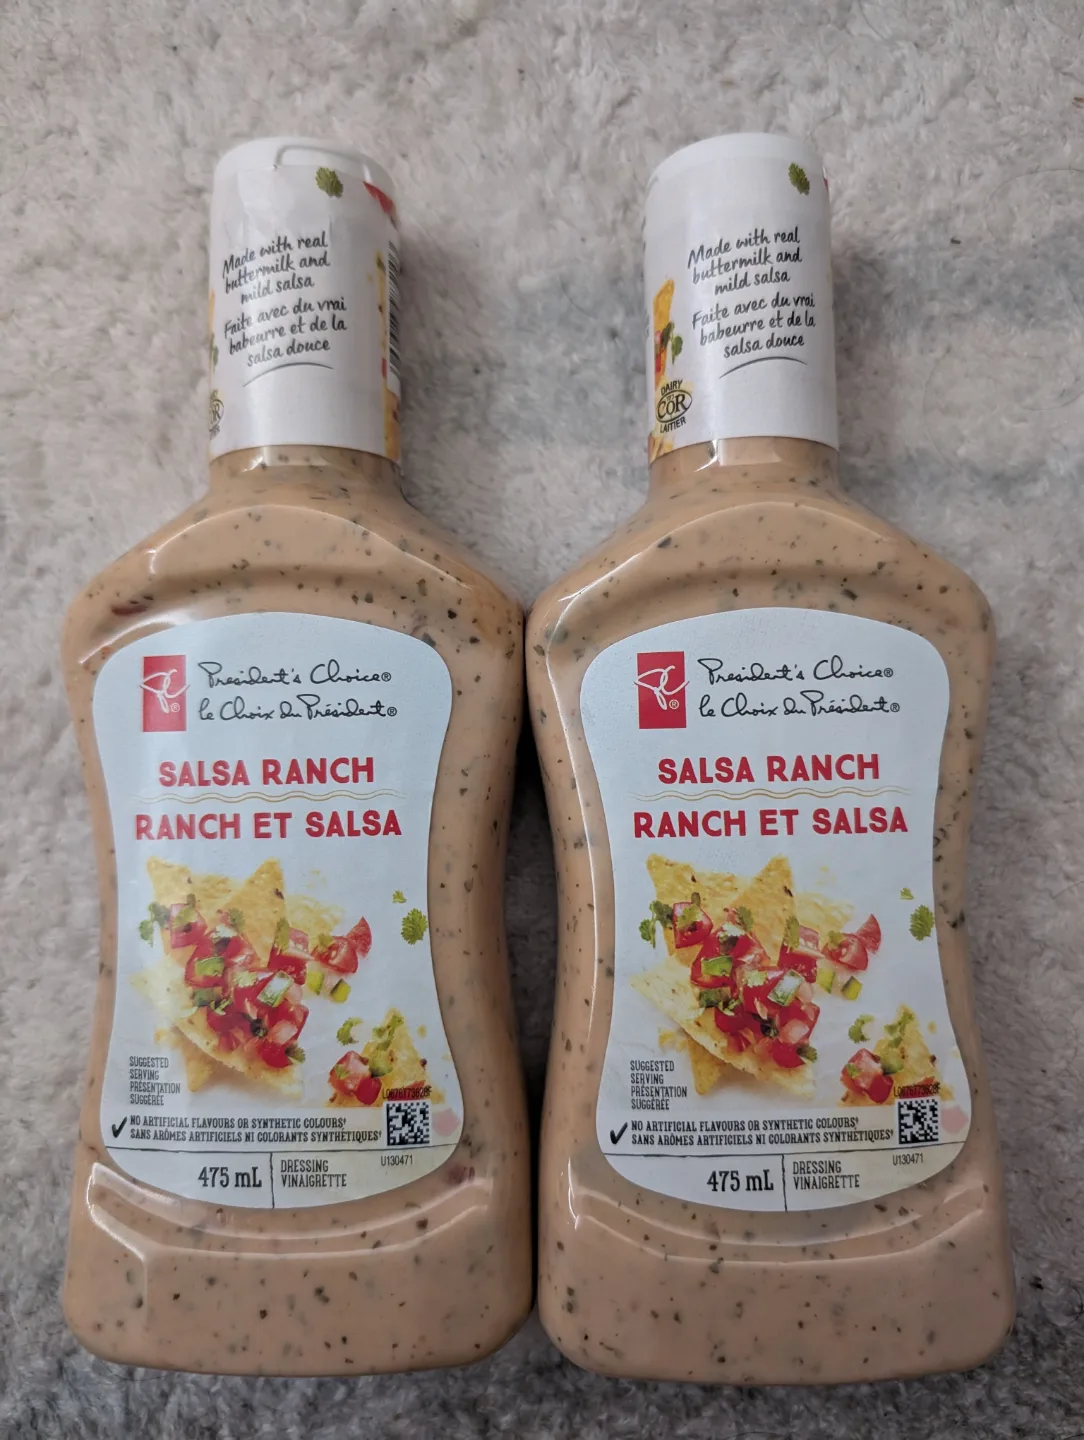 Made with real
buttermilk and
mild salsa
Faite avec du vrai
babeurre et de la
salsa douce
President's Choice®
le Choix du Président®
SALSA RANCH
RANCH ET SALSA
SUGGESTED
SERVING
PRÉSENTATION
SUGGÉRÉE
NO ARTIFICIAL FLAVOURS OR SYNTHETIC COLOURS†
SANS ARÔMES ARTIFICIELS NI COLORANTS SYNTHÉTIQUES†
U130471
475 mL
DRESSING
VINAIGRETTE
Made with real
buttermilk and
mild salsa
Faite avec du vrai
babeurre et de la
salsa douce
DAIRY
COR
LAITIER
President's Choice®
le Choix du Président®
SALSA RANCH
RANCH ET SALSA
SUGGESTED
SERVING
PRÉSENTATION
SUGGÉRÉE
NO ARTIFICIAL FLAVOURS OR SYNTHETIC COLOURS†
SANS ARÔMES ARTIFICIELS NI COLORANTS SYNTHÉTIQUES†
U130471
475 mL
DRESSING
VINAIGRETTE